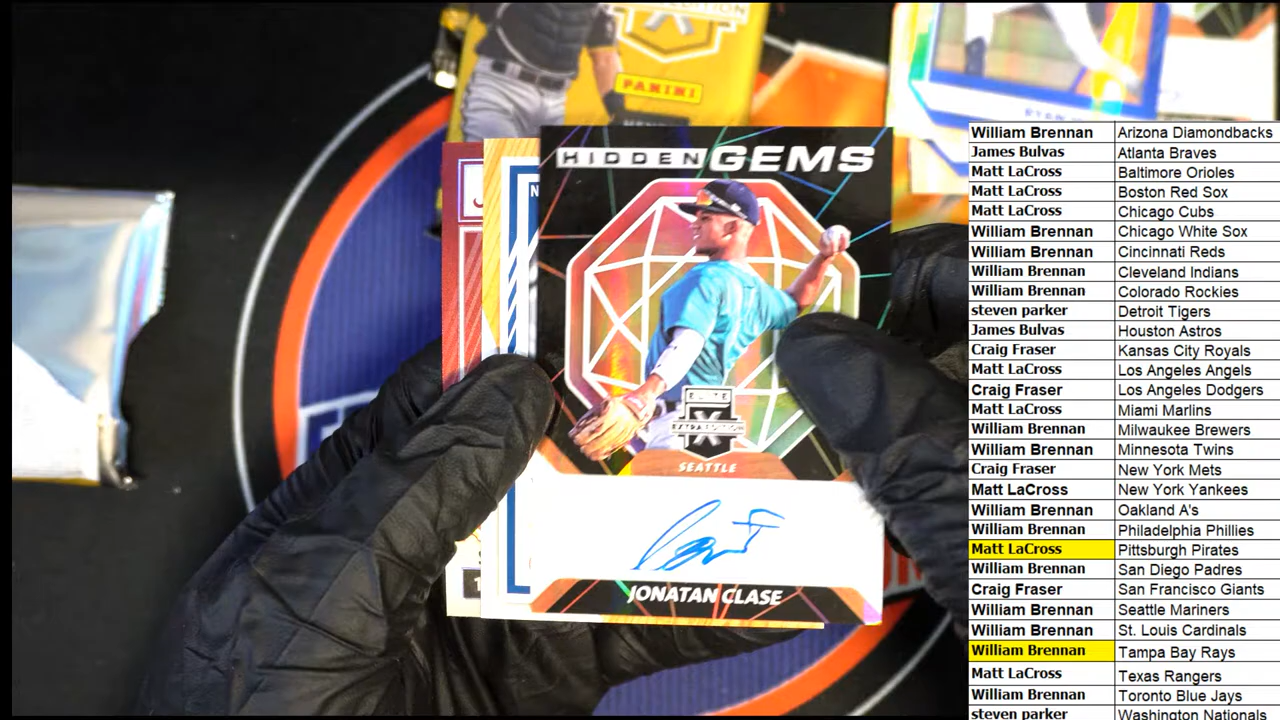 EDITION
X
PANINI
RYAN
HIDDEN GEMS
N
J
ELITE
EXTRA EDITION
X
SEATTLE
JONATAN CLASE
1
William Brennan Arizona Diamondbacks
James Bulvas Atlanta Braves
Matt LaCross Baltimore Orioles
Matt LaCross Boston Red Sox
Matt LaCross Chicago Cubs
William Brennan Chicago White Sox
William Brennan Cincinnati Reds
William Brennan Cleveland Indians
William Brennan Colorado Rockies
steven parker Detroit Tigers
James Bulvas Houston Astros
Craig Fraser Kansas City Royals
Matt LaCross Los Angeles Angels
Craig Fraser Los Angeles Dodgers
Matt LaCross Miami Marlins
William Brennan Milwaukee Brewers
William Brennan Minnesota Twins
Craig Fraser New York Mets
Matt LaCross New York Yankees
William Brennan Oakland A's
William Brennan Philadelphia Phillies
Matt LaCross Pittsburgh Pirates
William Brennan San Diego Padres
Craig Fraser San Francisco Giants
William Brennan Seattle Mariners
William Brennan St. Louis Cardinals
William Brennan Tampa Bay Rays
Matt LaCross Texas Rangers
William Brennan Toronto Blue Jays
steven parker Washington Nationals